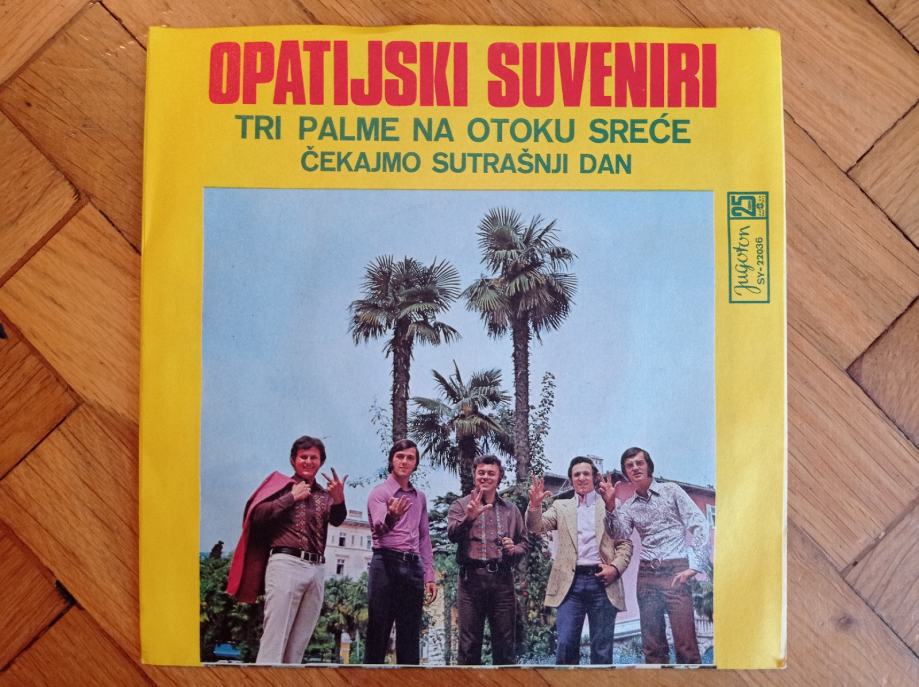 OPATIJSKI SUVENIRI
TRI PALME NA OTOKU SREĆE
ČEKAJMO SUTRAŠNJI DAN
25
Jugoton
SY-22036